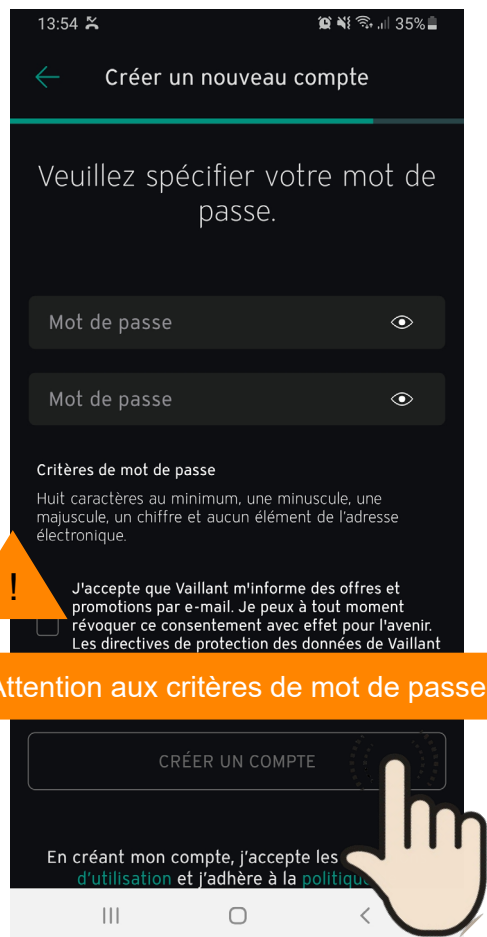 13:54 35%
Créer un nouveau compte
Veuillez spécifier votre mot de
passe.
Mot de passe
Mot de passe
Critères de mot de passe
Huit caractères au minimum, une minuscule, une
majuscule, un chiffre et aucun élément de l'adresse
électronique.
!
J'accepte que Vaillant m'informe des offres et
promotions par e-mail. Je peux à tout moment
révoquer ce consentement avec effet pour l'avenir.
Les directives de protection des données de Vaillant
Attention aux critères de mot de passe
CRÉER UN COMPTE
En créant mon compte, j'accepte les
d'utilisation et j'adhère à la